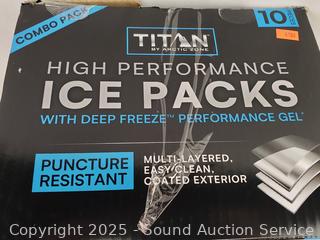 COMBO PACK
TITAN
BY ARCTIC ZONE
10
HIGH PERFORMANCE
ICE PACKS
WITH DEEP FREEZE™ PERFORMANCE GEL*
PUNCTURE
RESISTANT
MULTI-LAYERED,
EASY CLEAN,
COATED EXTERIOR
Copyright 2025 - Sound Auction Service